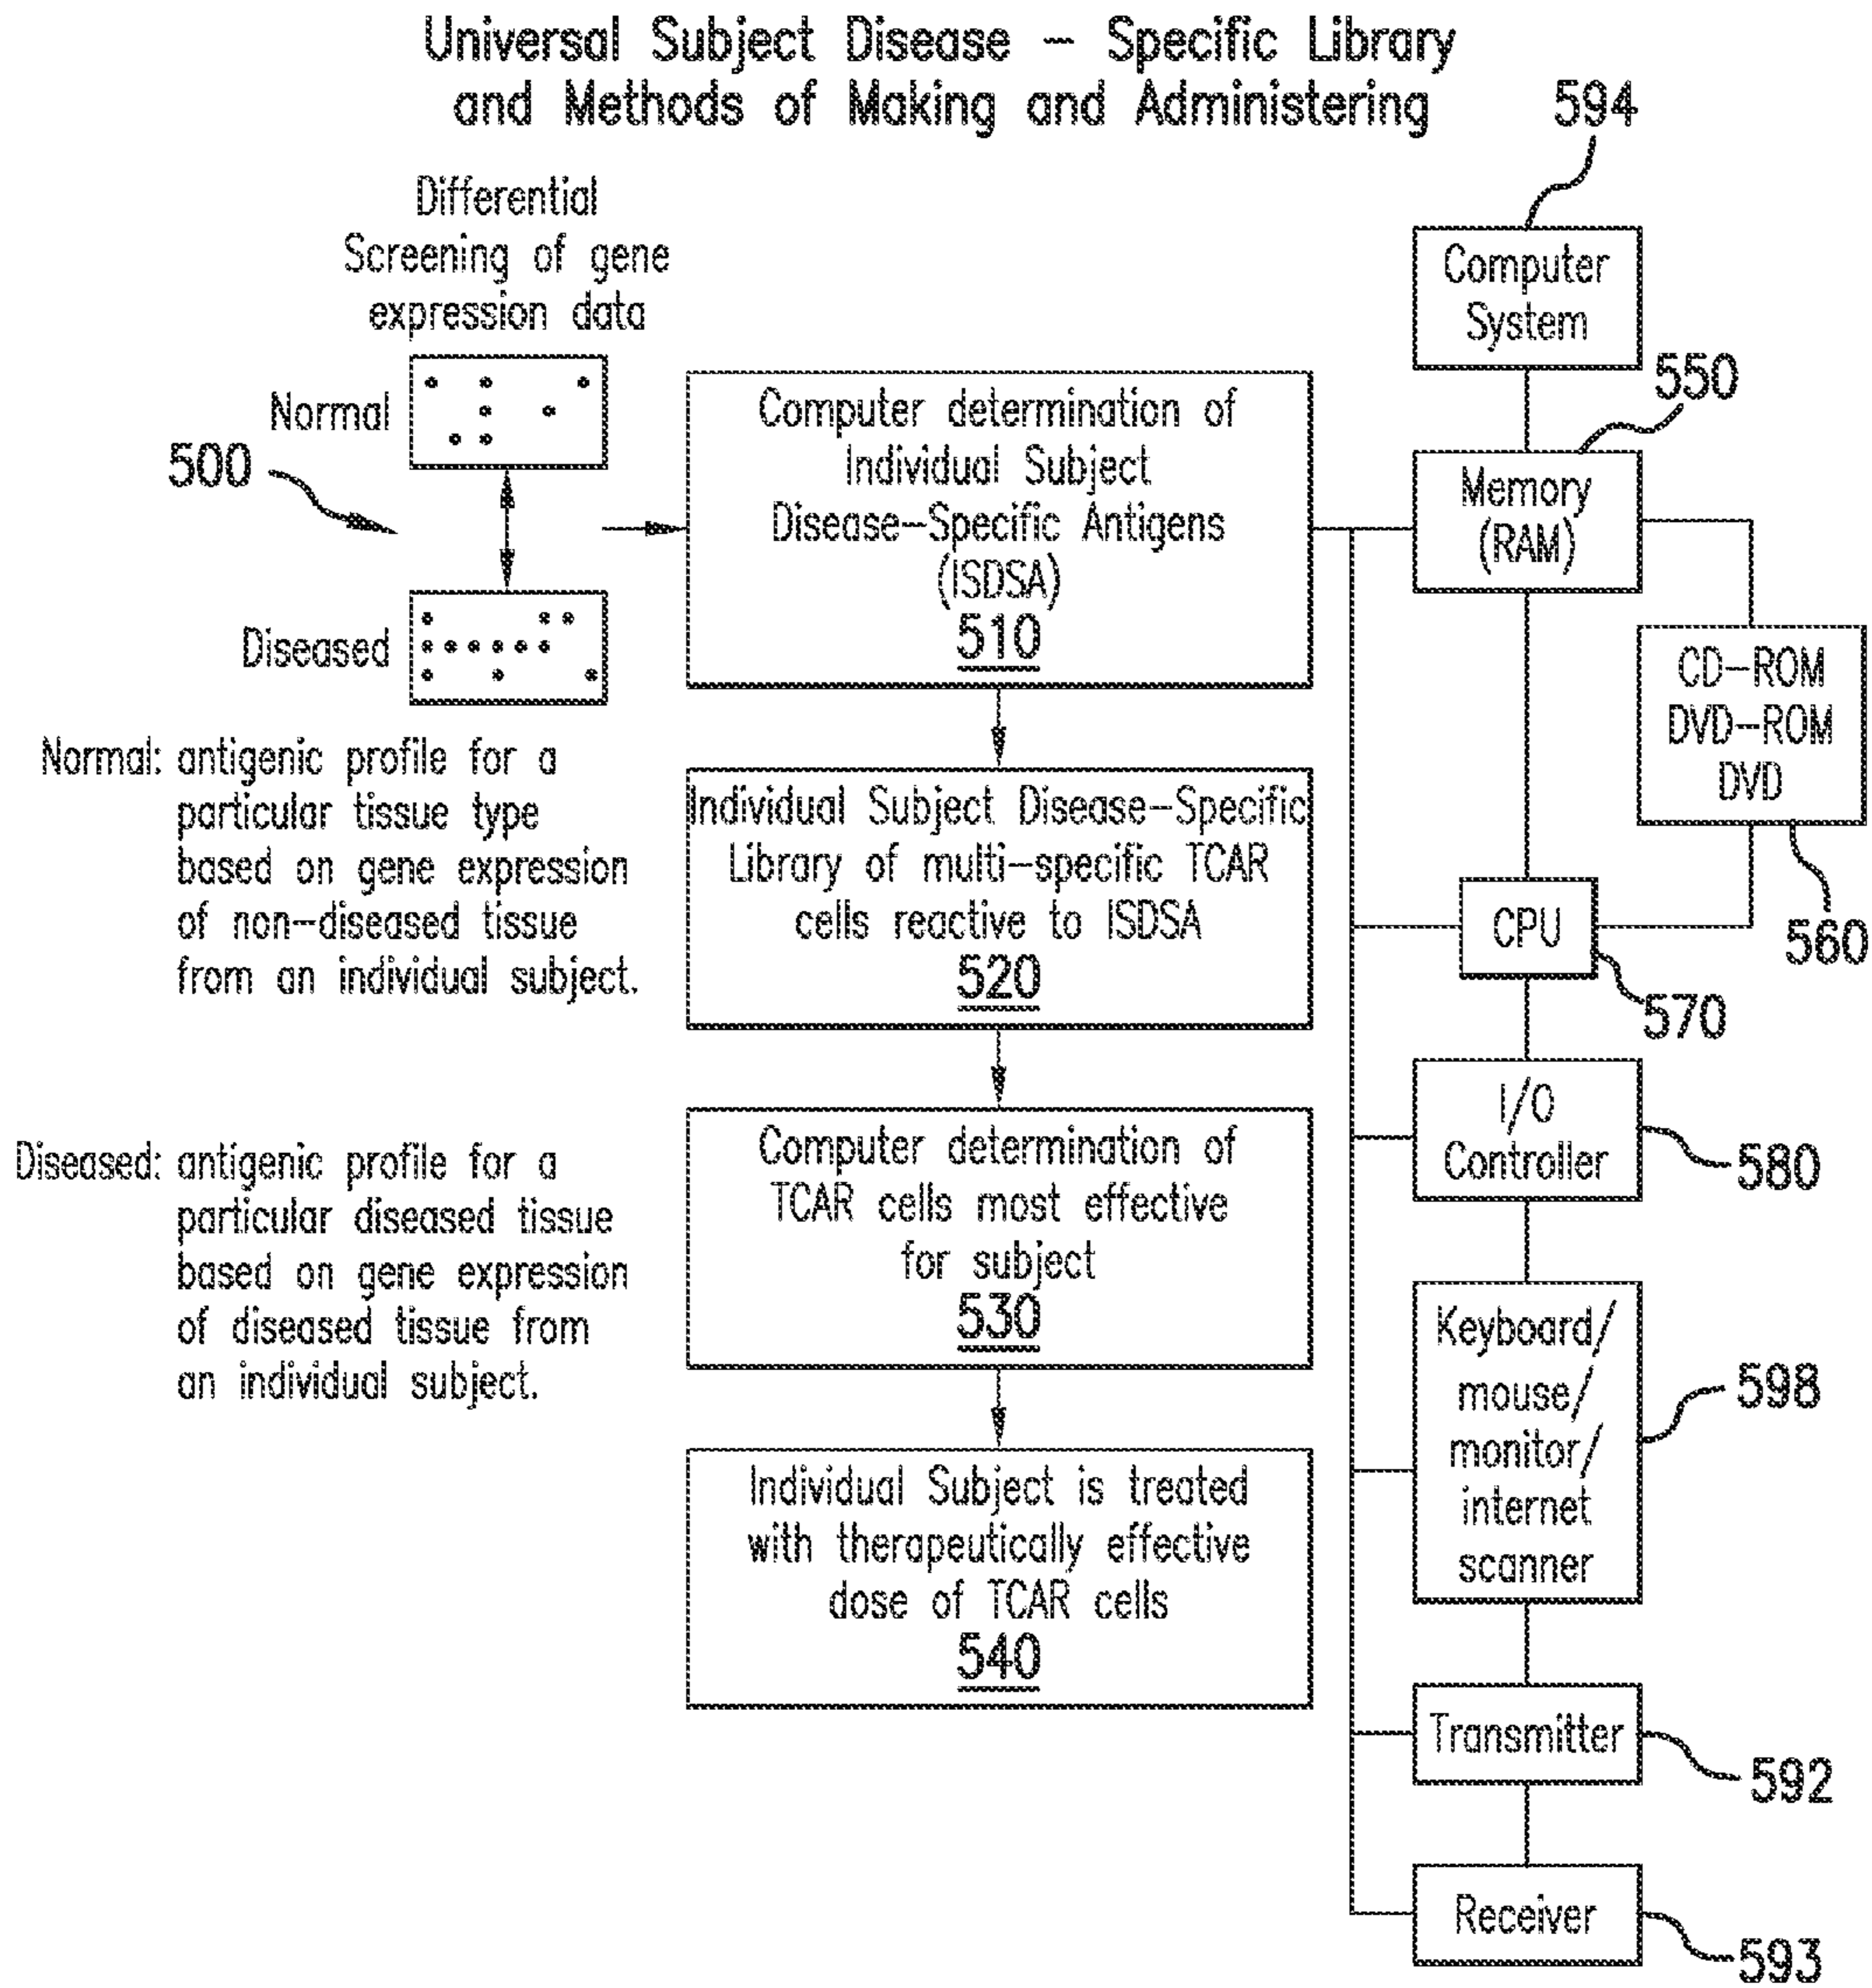 Universal Subject Disease – Specific Library
and Methods of Making and Administering
Differential
Screening of gene
expression data
Normal
500
Diseased
Normal: antigenic profile for a
particular tissue type
based on gene expression
of non–diseased tissue
from an individual subject.
Diseased: antigenic profile for a
particular diseased tissue
based on gene expression
of diseased tissue from
an individual subject.
Computer determination of
Individual Subject
Disease–Specific Antigens
(ISDSA)
510
Individual Subject Disease–Specific
Library of multi–specific TCAR
cells reactive to ISDSA
520
Computer determination of
TCAR cells most effective
for subject
530
Individual Subject is treated
with therapeutically effective
dose of TCAR cells
540
594
Computer
System
550
Memory
(RAM)
CD–ROM
DVD–ROM
DVD
560
CPU
570
I/O
Controller
580
Keyboard/
mouse/
monitor/
internet
scanner
598
Transmitter
592
Receiver
593